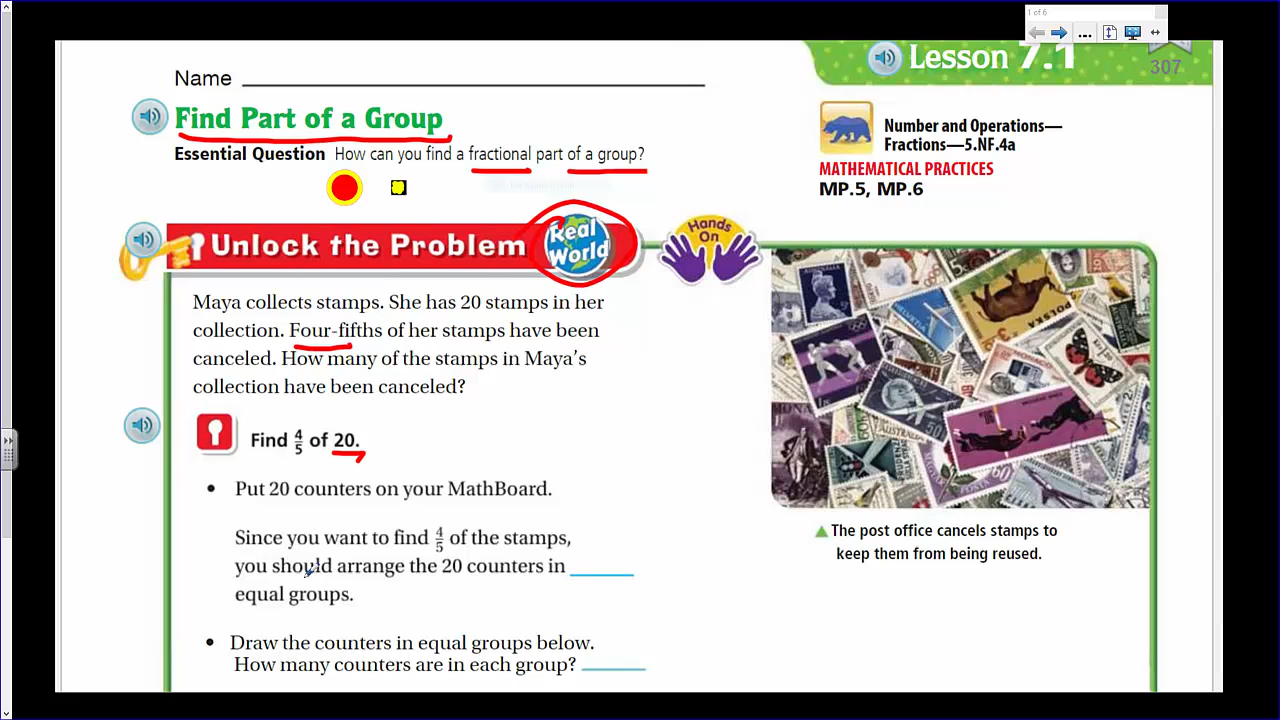 1 of 6
Name
Lesson 7.1
307
Find Part of a Group
Essential Question How can you find a fractional part of a group?
Number and Operations—
Fractions—5.NF.4a
MATHEMATICAL PRACTICES
MP.5, MP.6
Unlock the Problem
Real
World
Hands
On
Maya collects stamps. She has 20 stamps in her
collection. Four-fifths of her stamps have been
canceled. How many of the stamps in Maya's
collection have been canceled?
Find 4/5 of 20.
• Put 20 counters on your MathBoard.
Since you want to find 4/5 of the stamps,
you should arrange the 20 counters in
equal groups.
• Draw the counters in equal groups below.
How many counters are in each group?
▲ The post office cancels stamps to
keep them from being reused.
POLSKA